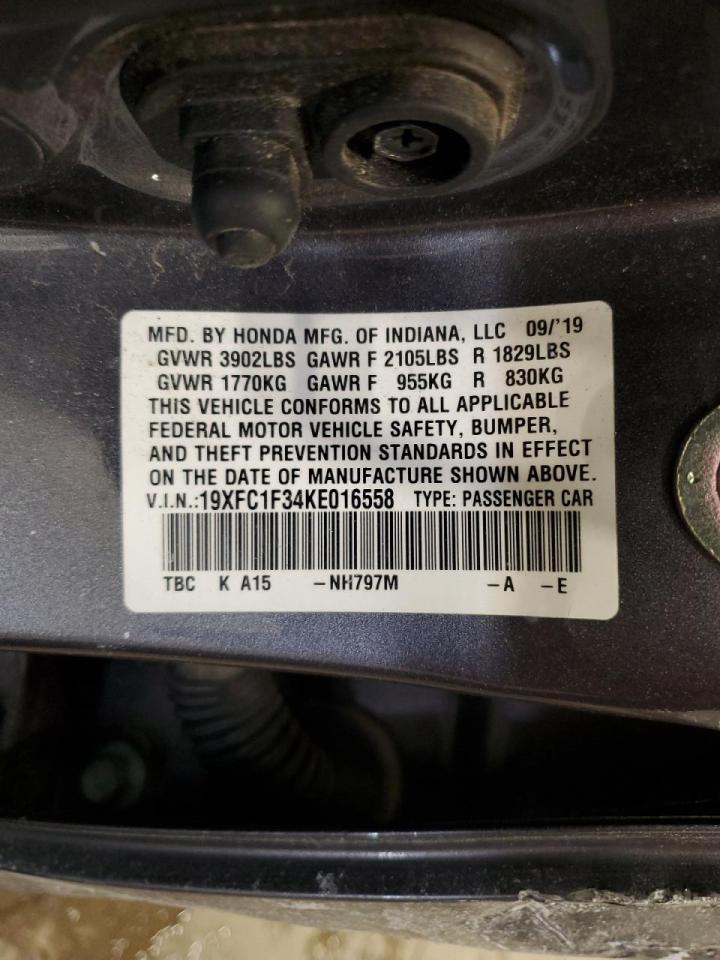 MFD. BY HONDA MFG. OF INDIANA, LLC 09/'19
GVWR 3902LBS GAWR F 2105LBS R 1829LBS
GVWR 1770KG GAWR F 955KG R 830KG
THIS VEHICLE CONFORMS TO ALL APPLICABLE
FEDERAL MOTOR VEHICLE SAFETY, BUMPER,
AND THEFT PREVENTION STANDARDS IN EFFECT
ON THE DATE OF MANUFACTURE SHOWN ABOVE.
V.I.N.:19XFC1F34KE016558 TYPE: PASSENGER CAR
TBC K A15 -NH797M -A -E